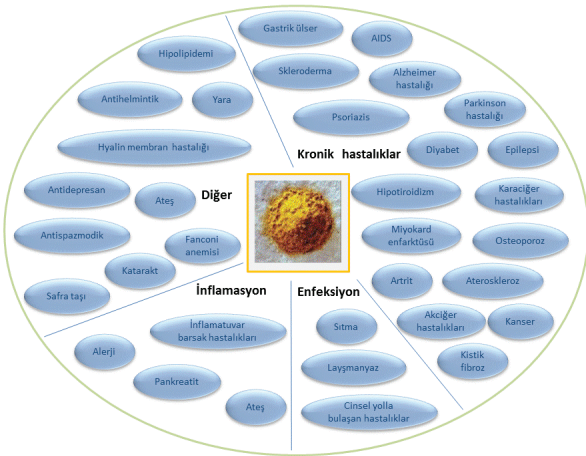 Gastrik ülser
AIDS
Skleroderma
Alzheimer
hastalığı
Psoriazis
Parkinson
hastalığı
Kronik hastalıklar
Diyabet
Epilepsi
Hipotiroidizm
Karaciğer
hastalıkları
Miyokard
enfarktüsü
Osteoporoz
Artrit
Ateroskleroz
Akciğer
hastalıkları
Kanser
Kistik
fibroz
Hipolipidemi
Antihelmintik
Yara
Hyalin membran hastalığı
Antidepresan
Ateş
Diğer
Antispazmodik
Fanconi
anemisi
Katarakt
Safra taşı
İnflamasyon
İnflamatuvar
barsak hastalıkları
Alerji
Pankreatit
Ateş
Enfeksiyon
Sıtma
Layşmanyaz
Cinsel yolla
bulaşan hastalıklar